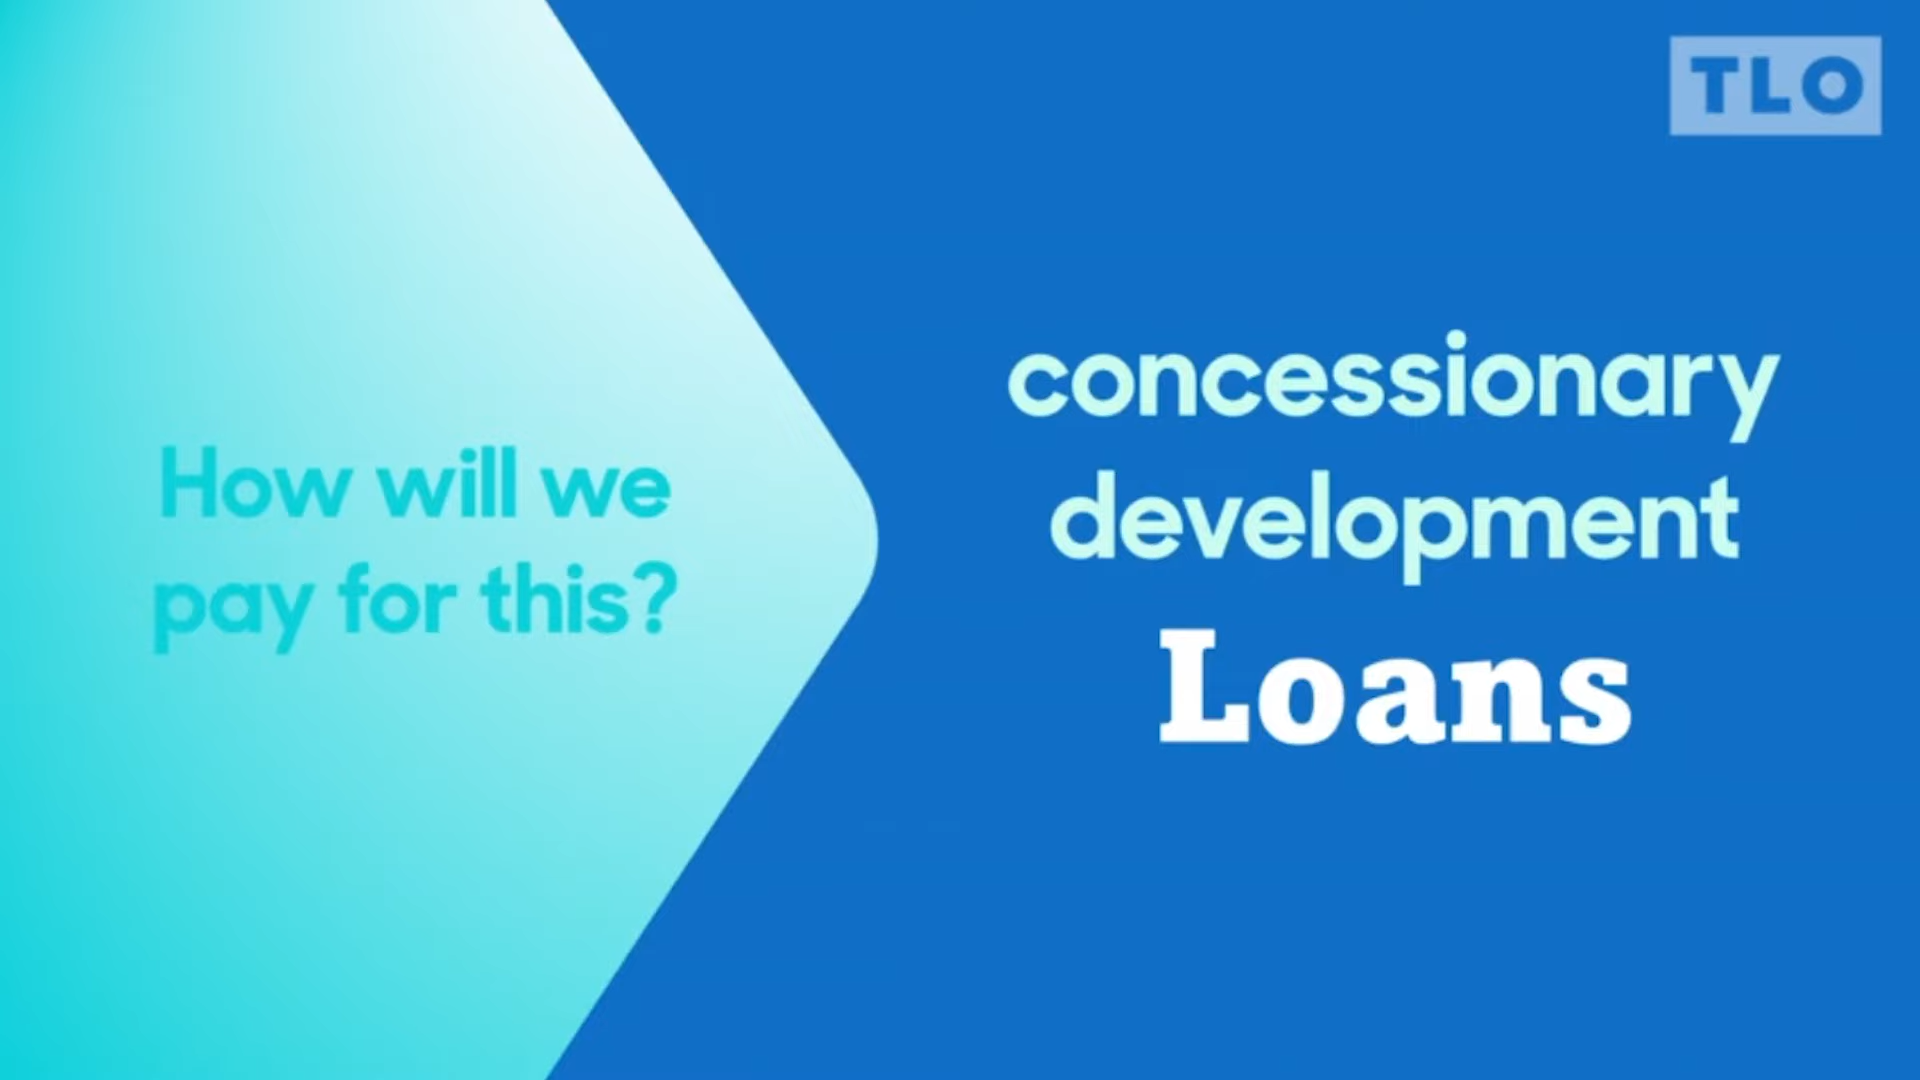 TLO
How will we
pay for this?
concessionary
development
Loans